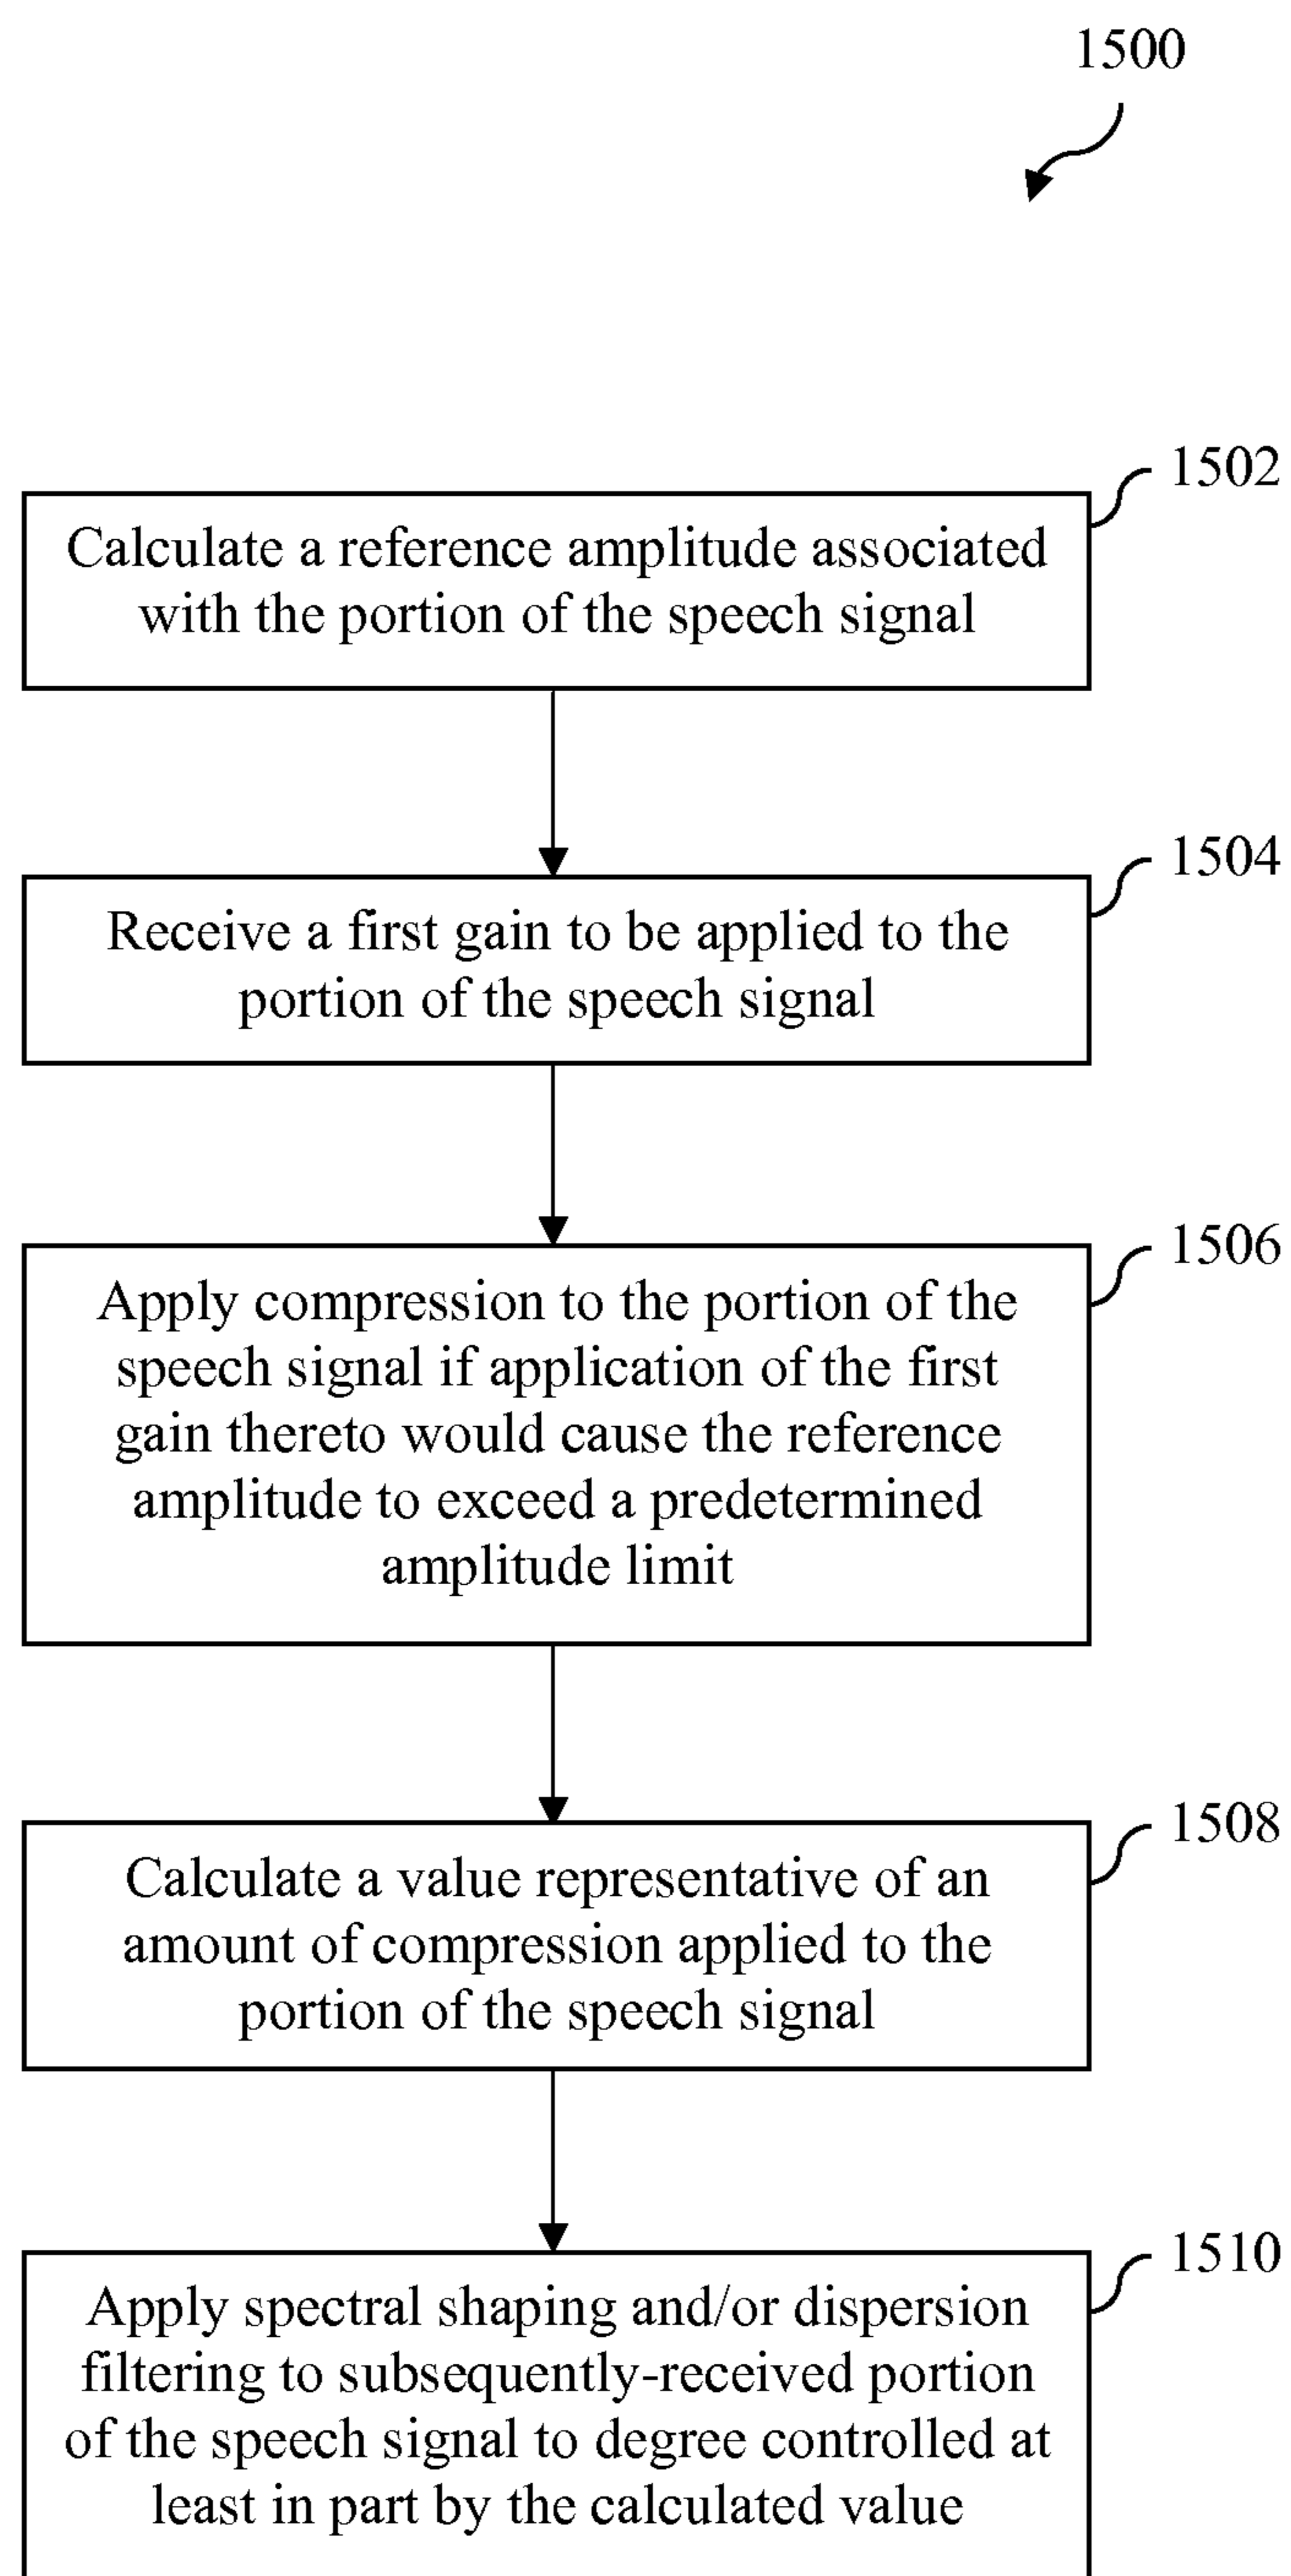 1500
1502
Calculate a reference amplitude associated
with the portion of the speech signal
1504
Receive a first gain to be applied to the
portion of the speech signal
1506
Apply compression to the portion of the
speech signal if application of the first
gain thereto would cause the reference
amplitude to exceed a predetermined
amplitude limit
1508
Calculate a value representative of an
amount of compression applied to the
portion of the speech signal
1510
Apply spectral shaping and/or dispersion
filtering to subsequently-received portion
of the speech signal to degree controlled at
least in part by the calculated value